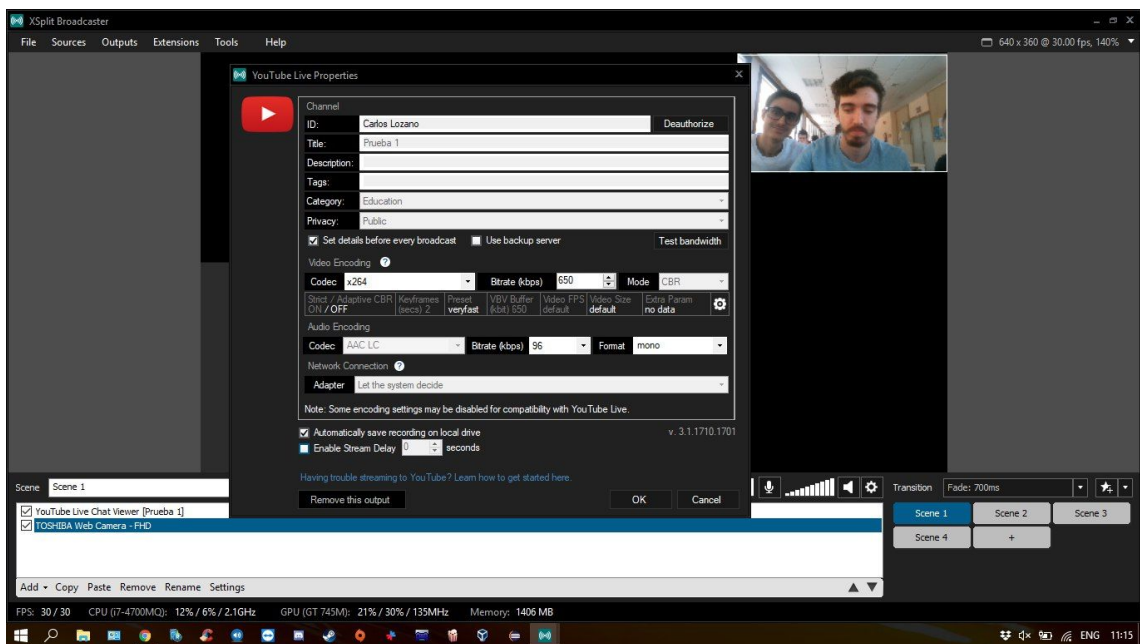 XSplit Broadcaster
File Sources Outputs Extensions Tools Help
640 x 360 @ 30.00 fps, 140%
YouTube Live Properties
Channel
ID: Carlos Lozano Deauthorize
Title: Prueba 1
Description:
Tags:
Category: Education
Privacy: Public
Set details before every broadcast Use backup server Test bandwidth
Video Encoding ?
Codec x264 Bitrate (kbps) 650 Mode CBR
Strict / Adaptive CBR Keyframes Preset VBV Buffer Video FPS Video Size Extra Param
ON / OFF (secs) 2 veryfast (kbit) 650 default default no data
Audio Encoding
Codec AAC LC Bitrate (kbps) 96 Format mono
Network Connection ?
Adapter Let the system decide
Note: Some encoding settings may be disabled for compatibility with YouTube Live.
Automatically save recording on local drive v. 3.1.1710.1701
Enable Stream Delay 0 seconds
Having trouble streaming to YouTube? Learn how to get started here.
Remove this output OK Cancel
Scene Scene 1
Transition Fade: 700ms
YouTube Live Chat Viewer [Prueba 1]
TOSHIBA Web Camera - FHD
Scene 1 Scene 2 Scene 3
Scene 4 +
Add Copy Paste Remove Rename Settings
FPS: 30 / 30 CPU (i7-4700MQ): 12% / 6% / 2.1GHz GPU (GT 745M): 21% / 30% / 135MHz Memory: 1406 MB
ENG 11:15